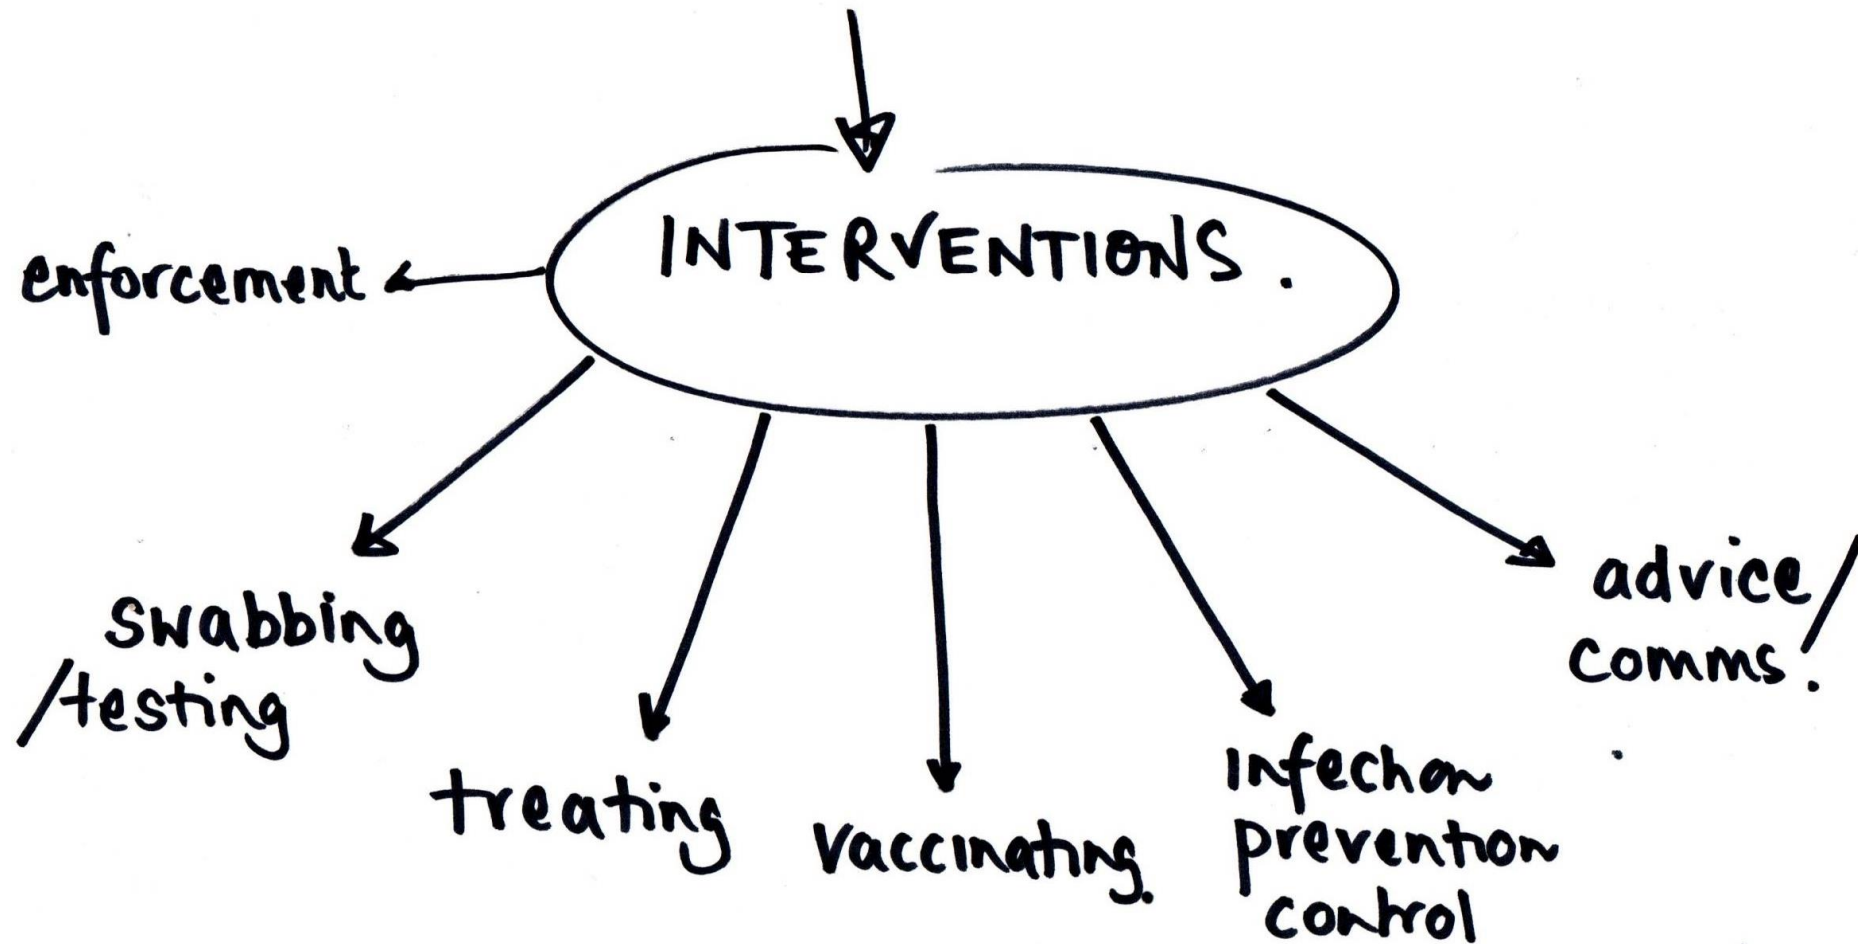 INTERVENTIONS.
enforcement
swabbing
/testing
treating
vaccinating.
infection
prevention
control
advice/
comms.